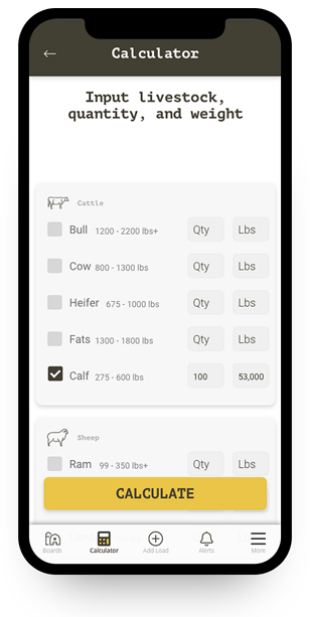 Calculator
Input livestock,
quantity, and weight
Cattle
Bull 1200 - 2200 lbs+ Qty Lbs
Cow 800 - 1300 lbs Qty Lbs
Heifer 675 - 1000 lbs Qty Lbs
Fats 1300 - 1800 lbs Qty Lbs
Calf 275 - 600 lbs 100 53,000
Sheep
Ram 99 - 350 lbs+ Qty Lbs
CALCULATE
Boards Calculator Add Load Alerts More